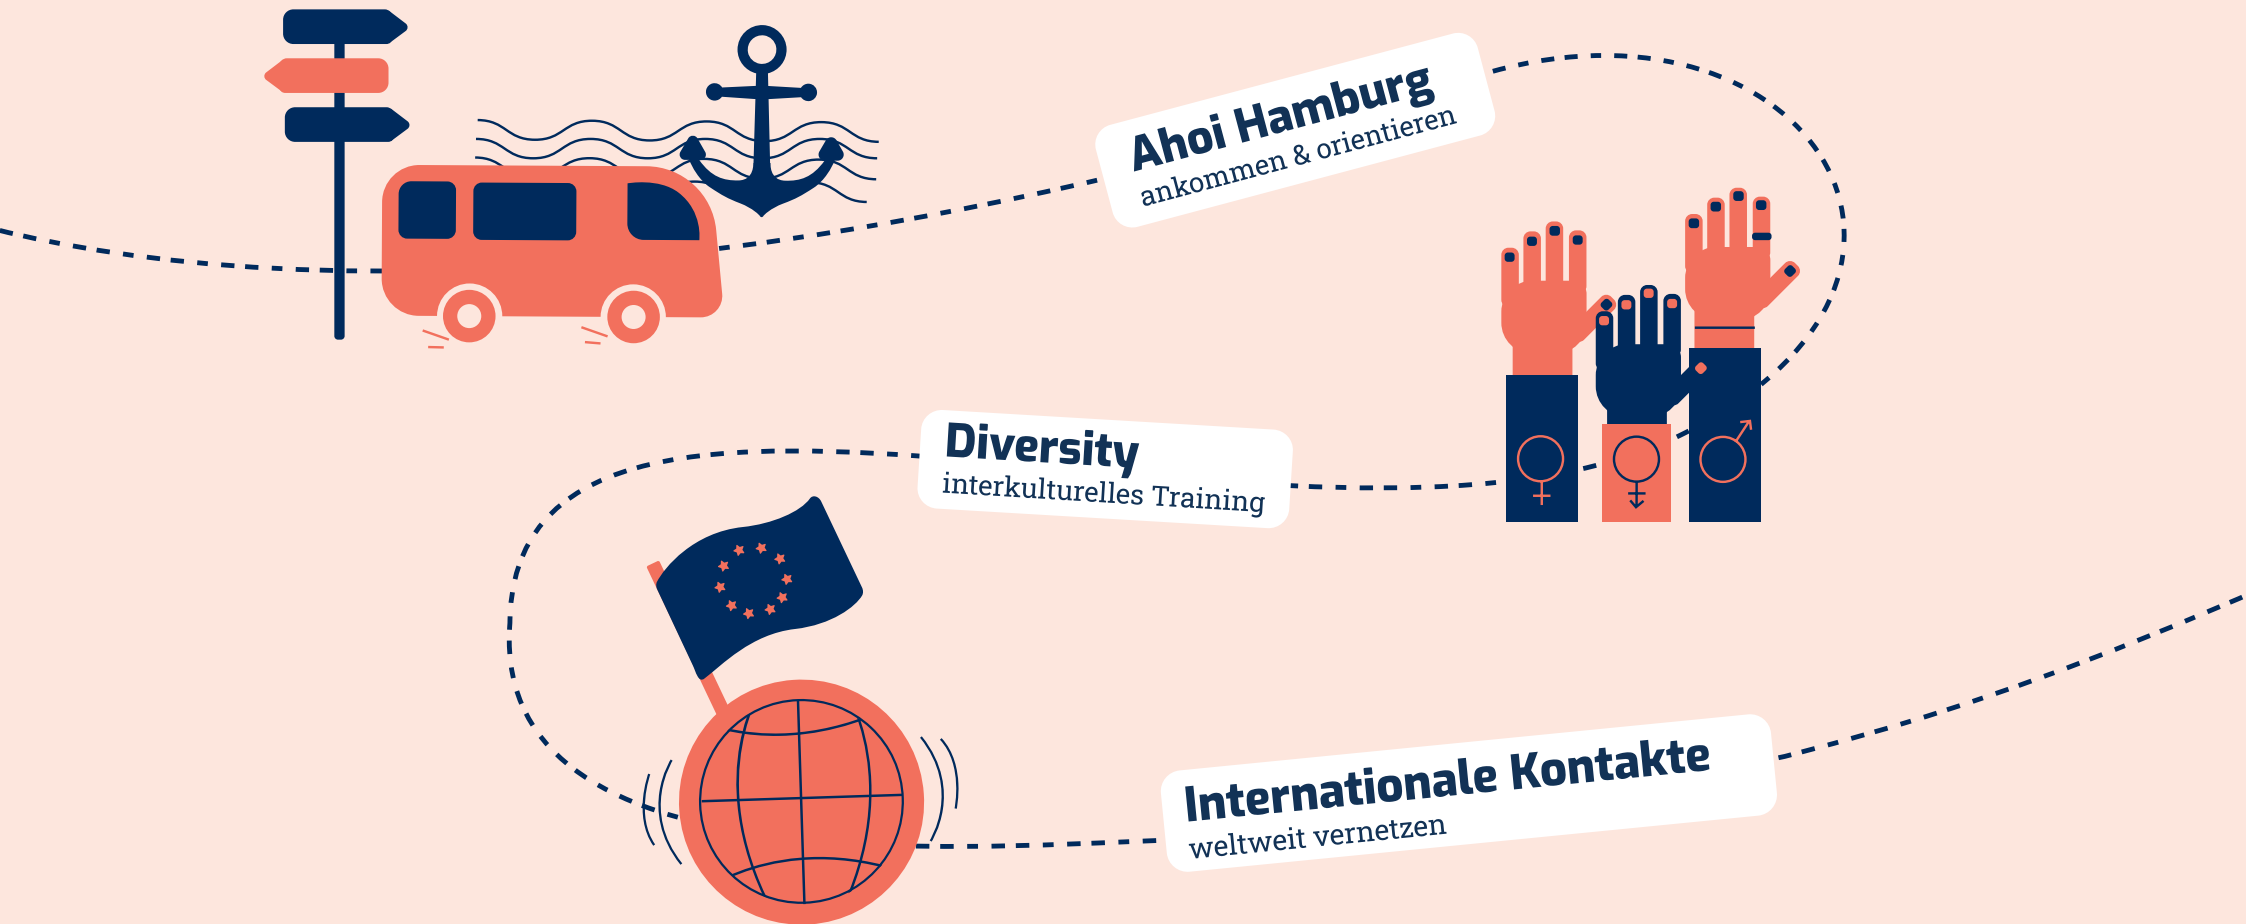 Ahoi Hamburg
ankommen & orientieren
Diversity
interkulturelles Training
Internationale Kontakte
weltweit vernetzen